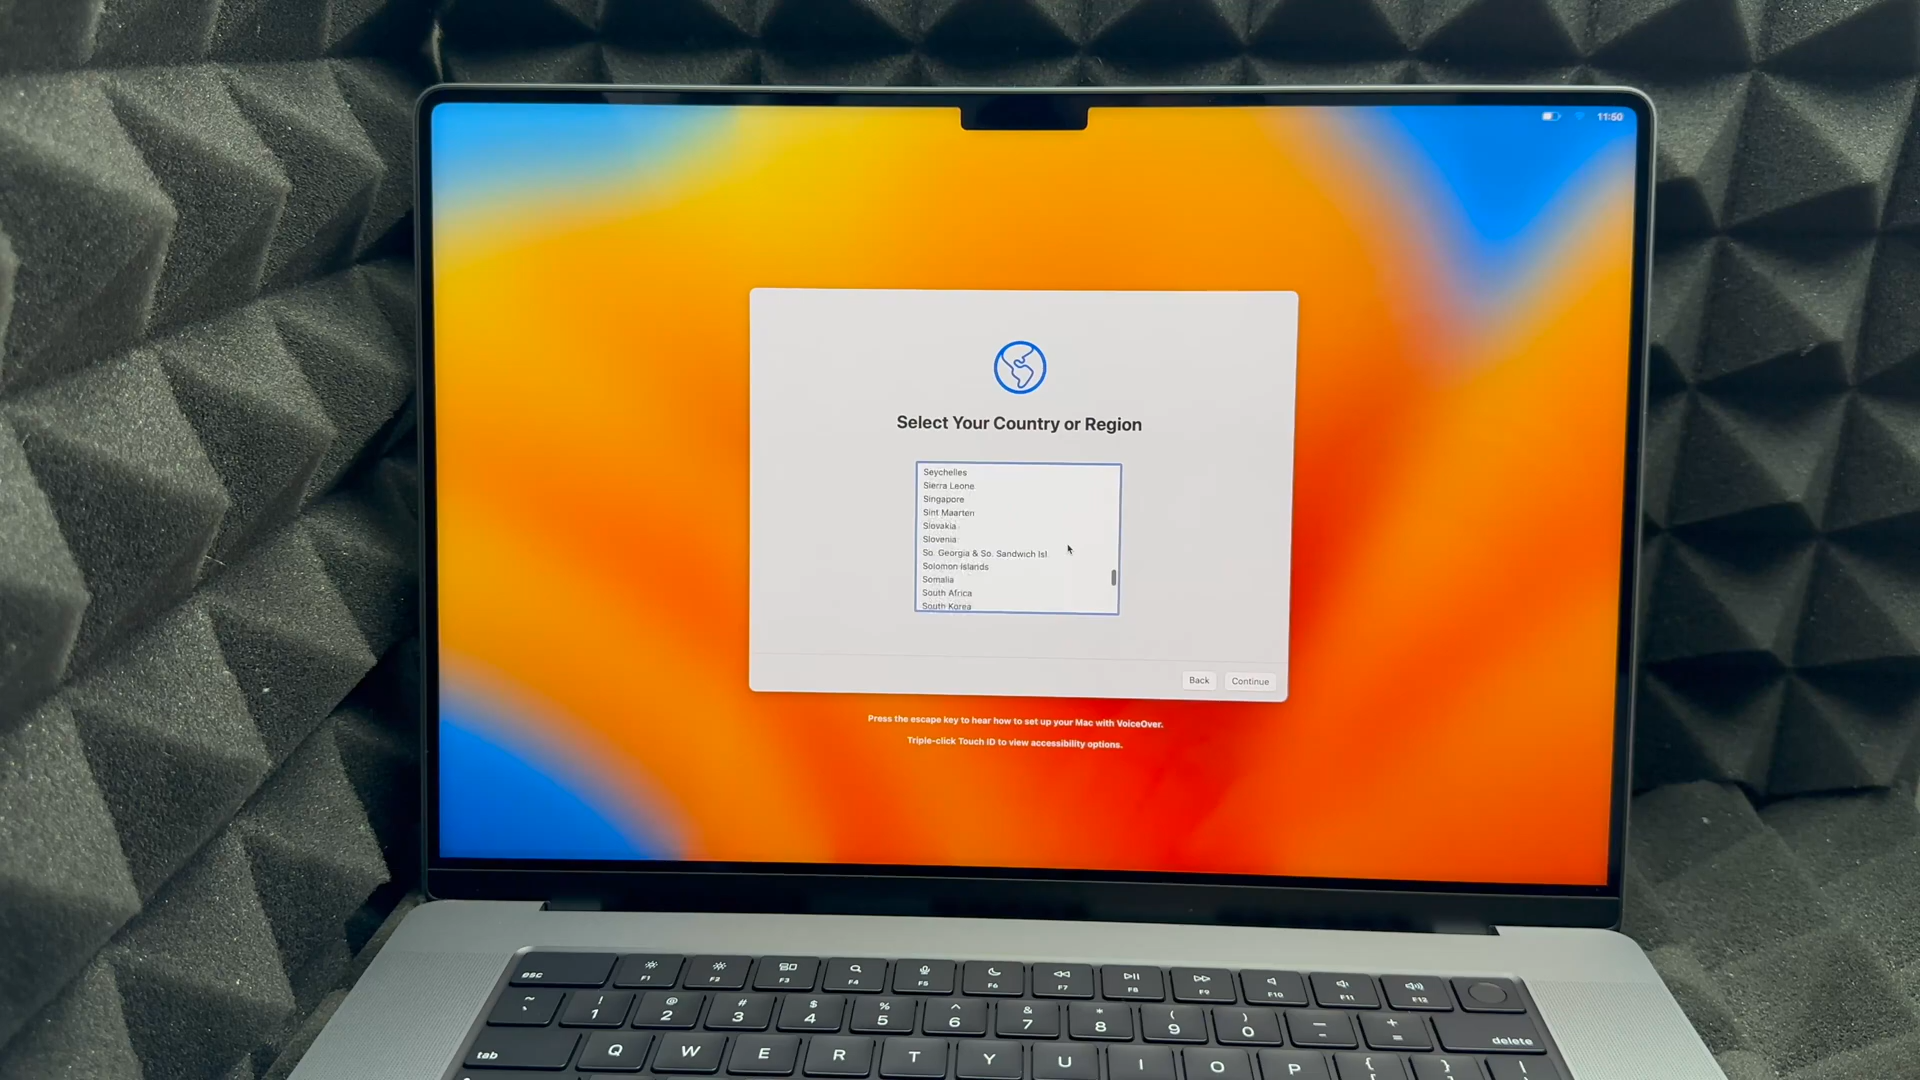 11:50
Select Your Country or Region
Seychelles
Sierra Leone
Singapore
Sint Maarten
Slovakia
Slovenia
So. Georgia & So. Sandwich Isl.
Solomon Islands
Somalia
South Africa
South Korea
Back Continue
Press the escape key to hear how to set up your Mac with VoiceOver.
Triple-click Touch ID to view accessibility options.
esc F1 F2 F3 F4 F5 F6 F7 F8 F9 F10 F11 F12
~ ! @ # $ % ^ & * ( ) _ +
` 1 2 3 4 5 6 7 8 9 0 - = delete
tab Q W E R T Y U I O P { }